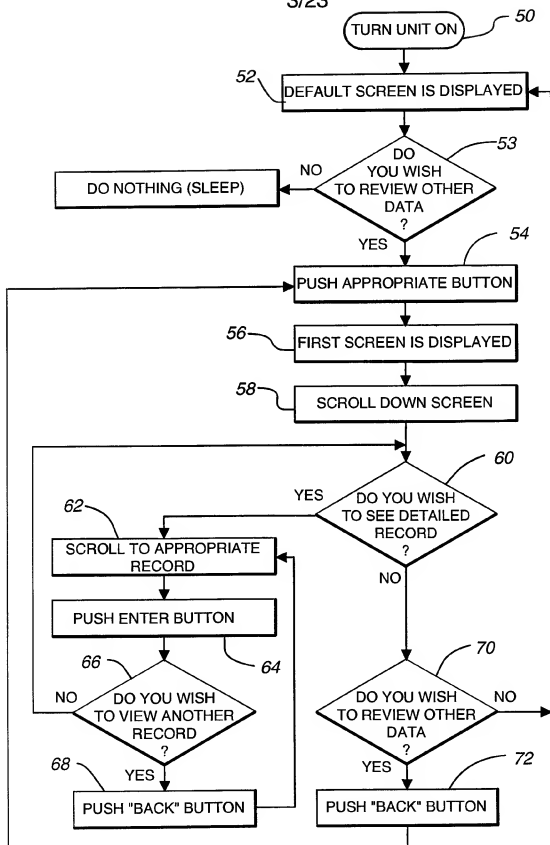 3/23
TURN UNIT ON
50
52
DEFAULT SCREEN IS DISPLAYED
53
DO
YOU WISH
TO REVIEW OTHER
DATA
?
NO
DO NOTHING (SLEEP)
YES
54
PUSH APPROPRIATE BUTTON
56
FIRST SCREEN IS DISPLAYED
58
SCROLL DOWN SCREEN
60
YES
DO YOU WISH
TO SEE DETAILED
RECORD
?
NO
62
SCROLL TO APPROPRIATE
RECORD
PUSH ENTER BUTTON
64
66
NO
DO YOU WISH
TO VIEW ANOTHER
RECORD
?
YES
68
PUSH "BACK" BUTTON
70
DO YOU WISH
TO REVIEW OTHER
DATA
?
NO
YES
72
PUSH "BACK" BUTTON